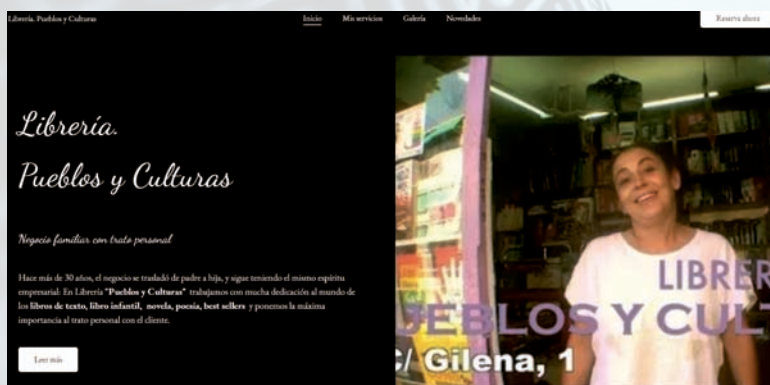 Librería. Pueblos y Culturas
Inicio Mis servicios Galería Novedades
Reserva ahora
Librería.
Pueblos y Culturas
Negocio familiar con trato personal
Hace más de 30 años, el negocio se trasladó de padre a hija, y sigue teniendo el mismo espíritu
empresarial: En Librería "Pueblos y Culturas" trabajamos con mucha dedicación al mundo de
los libros de texto, libro infantil, novela, poesía, best sellers y ponemos la máxima
importancia al trato personal con el cliente.
Leer más
LIBRER
UEBLOS Y CULT
C/ Gilena, 1